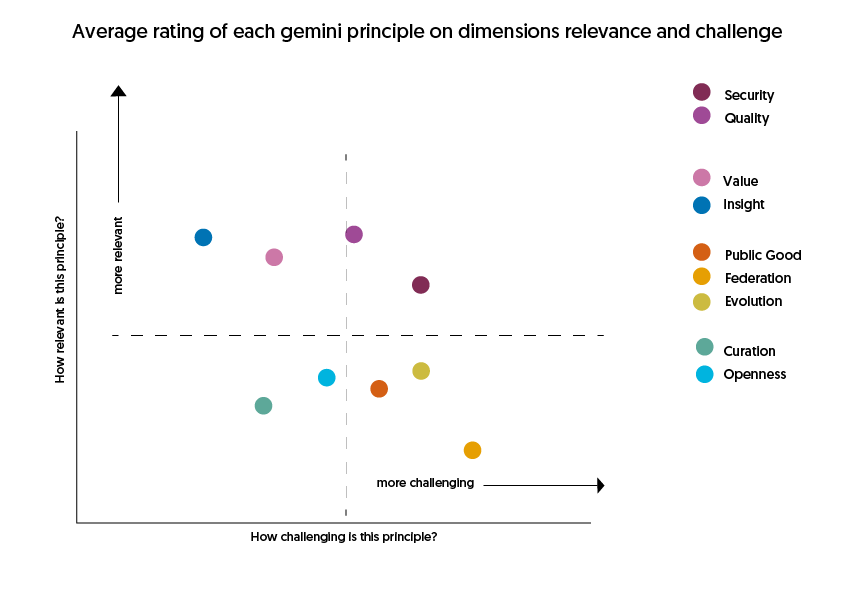 Average rating of each gemini principle on dimensions relevance and challenge
Security
Quality
Value
Insight
Public Good
Federation
Evolution
Curation
Openness
How relevant is this principle?
more relevant
more challenging
How challenging is this principle?